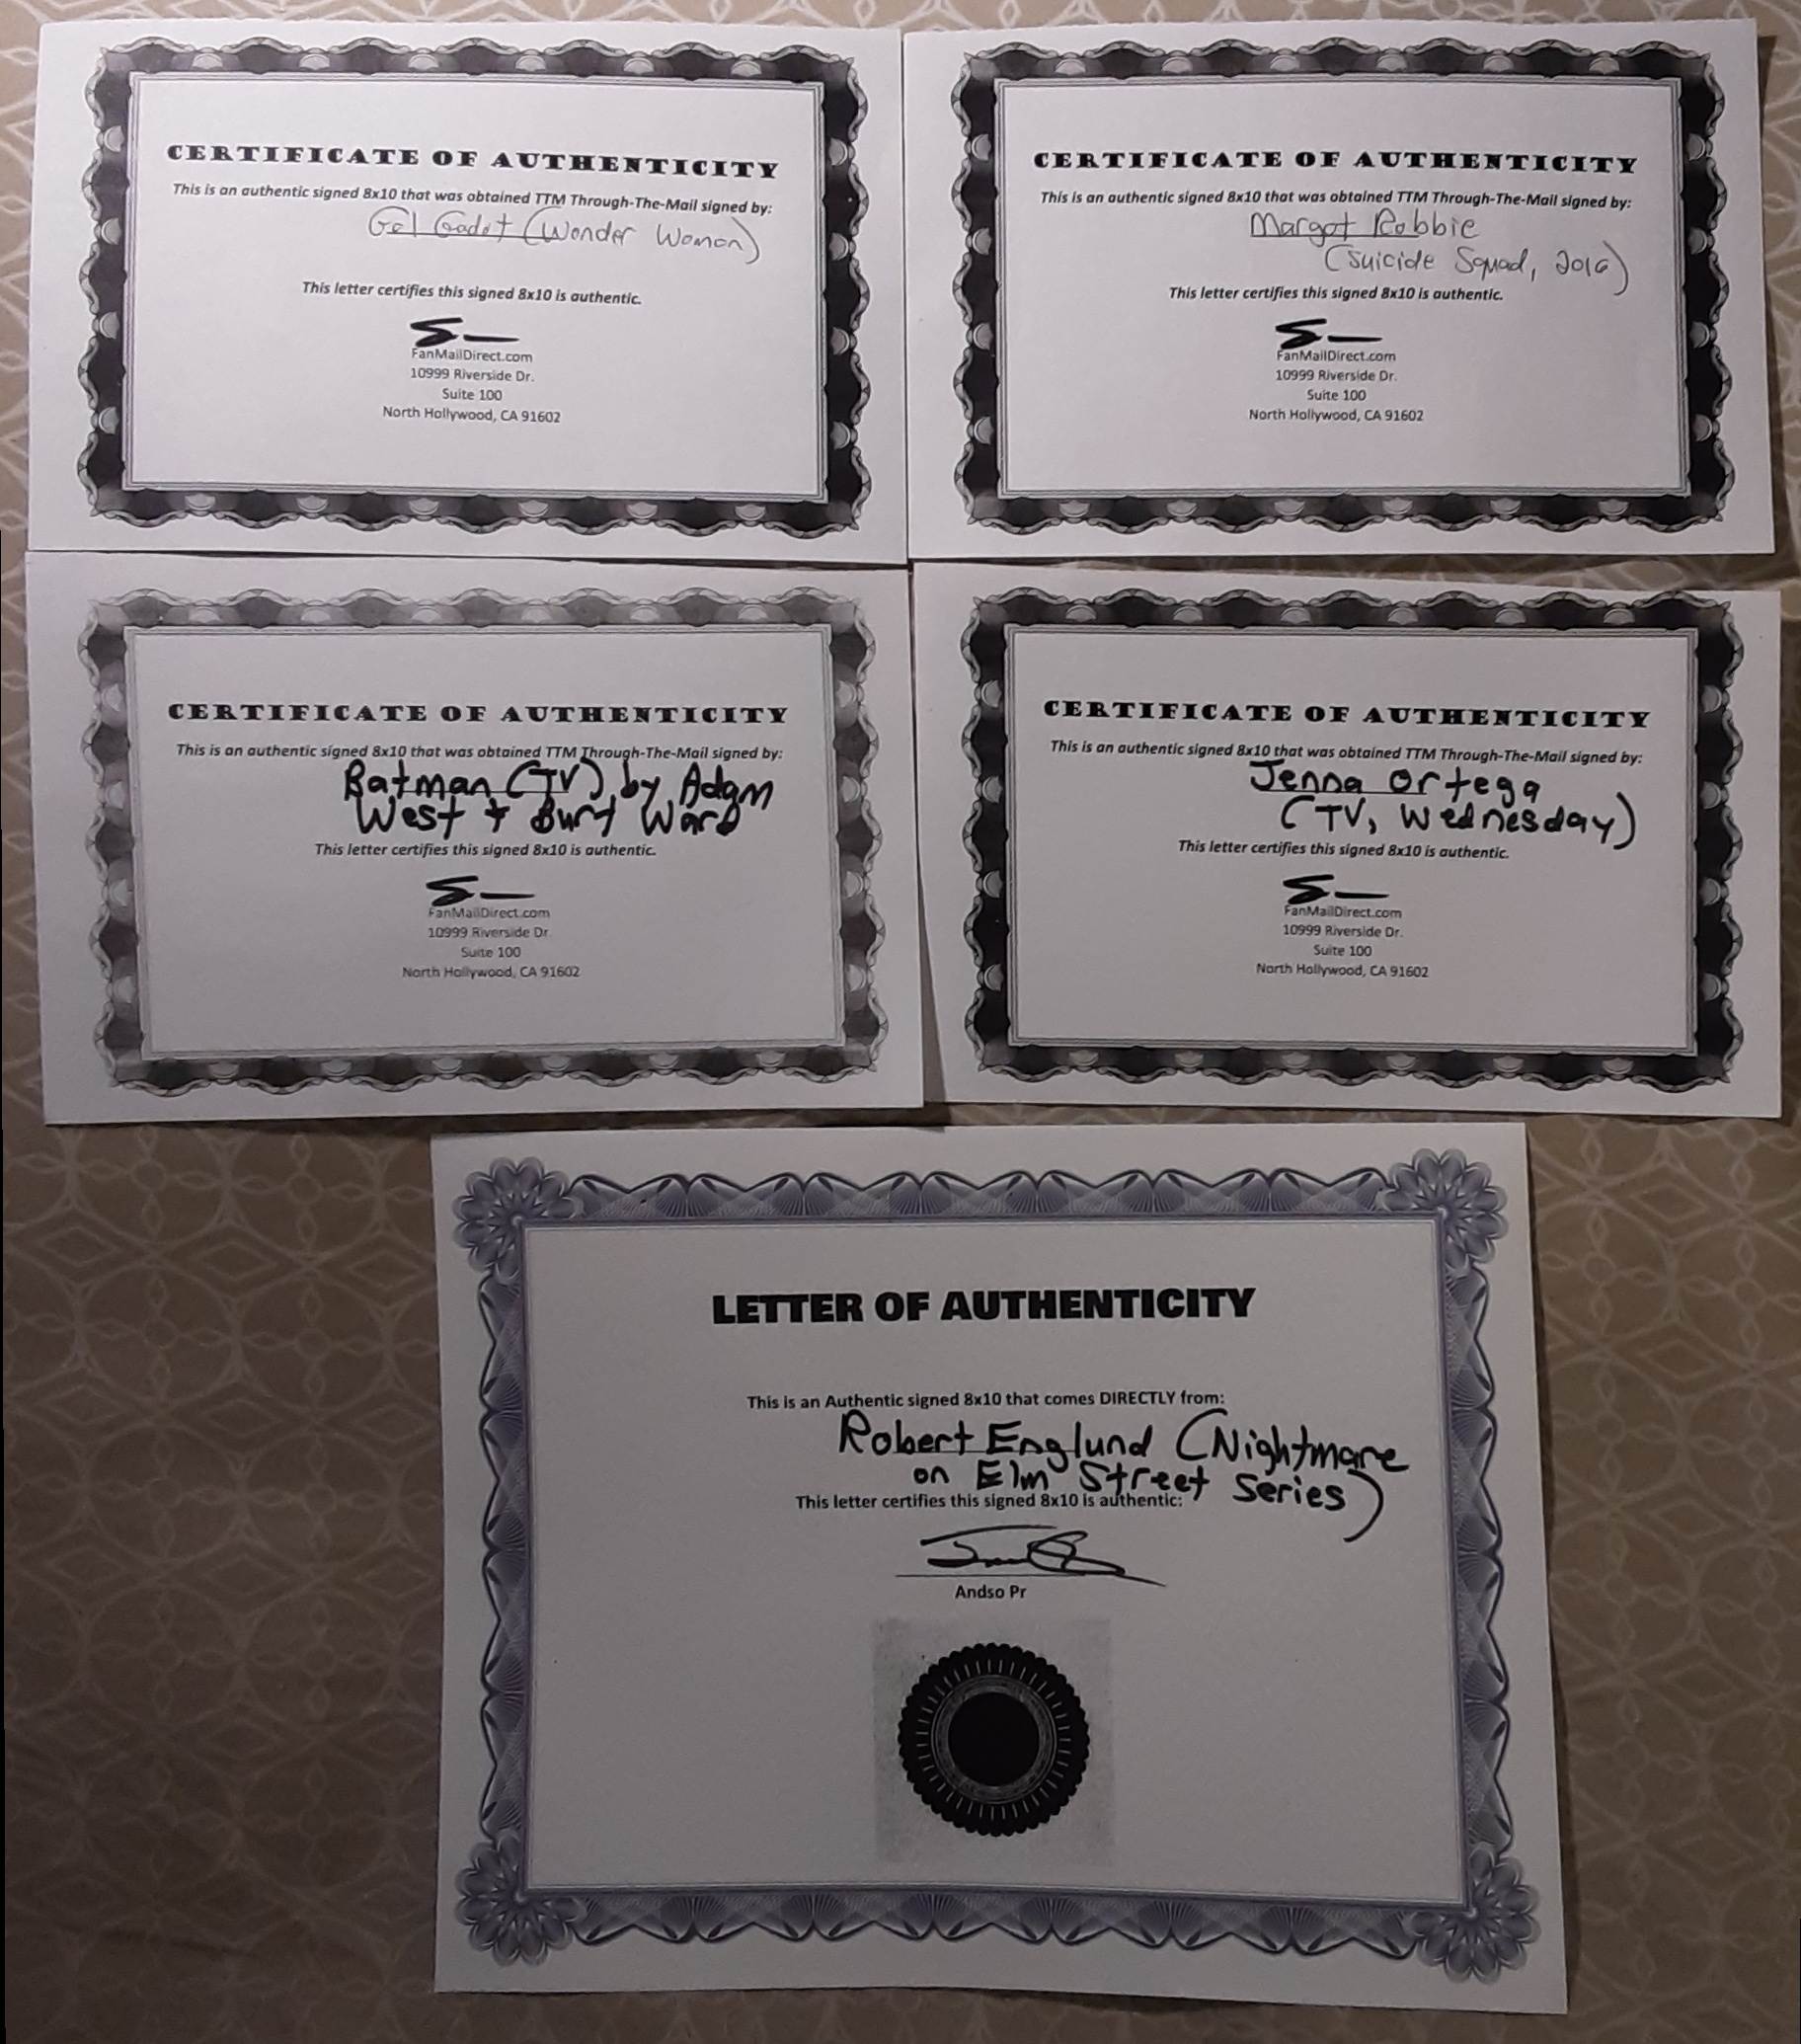 CERTIFICATE OF AUTHENTICITY
This is an authentic signed 8x10 that was obtained TTM Through-The-Mail signed by:
Gal Gadot (Wonder Woman)
This letter certifies this signed 8x10 is authentic.
FanMailDirect.com
10999 Riverside Dr.
Suite 100
North Hollywood, CA 91602
CERTIFICATE OF AUTHENTICITY
This is an authentic signed 8x10 that was obtained TTM Through-The-Mail signed by:
Margot Robbie
(Suicide Squad, 2016)
This letter certifies this signed 8x10 is authentic.
FanMailDirect.com
10999 Riverside Dr.
Suite 100
North Hollywood, CA 91602
CERTIFICATE OF AUTHENTICITY
This is an authentic signed 8x10 that was obtained TTM Through-The-Mail signed by:
Batman (TV) by Adam
West + Burt Ward
This letter certifies this signed 8x10 is authentic.
FanMailDirect.com
10999 Riverside Dr.
Suite 100
North Hollywood, CA 91602
CERTIFICATE OF AUTHENTICITY
This is an authentic signed 8x10 that was obtained TTM Through-The-Mail signed by:
Jenna Ortega
(TV, Wednesday)
This letter certifies this signed 8x10 is authentic.
FanMailDirect.com
10999 Riverside Dr.
Suite 100
North Hollywood, CA 91602
LETTER OF AUTHENTICITY
This is an Authentic signed 8x10 that comes DIRECTLY from:
Robert Englund (Nightmare
on Elm Street Series)
This letter certifies this signed 8x10 is authentic:
Andso Pr